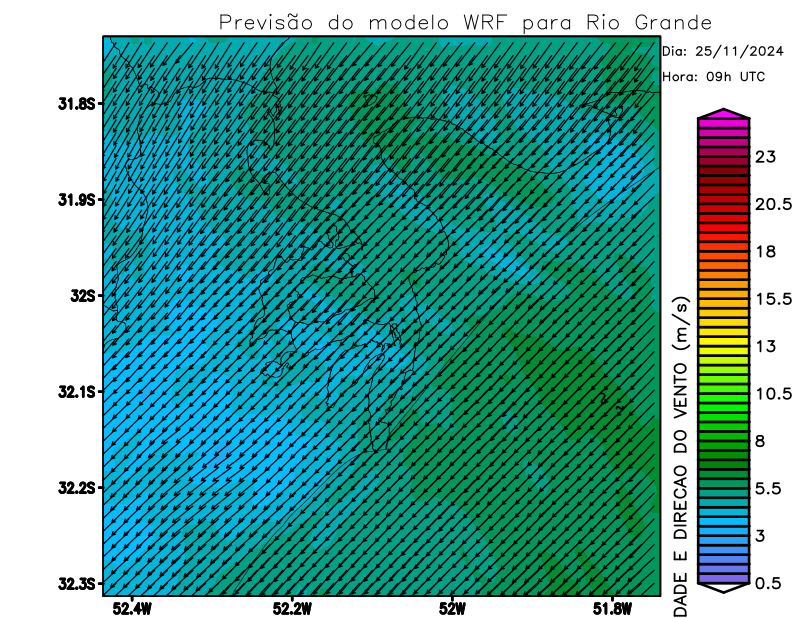 Previsão do modelo WRF para Rio Grande
Dia: 25/11/2024
Hora: 09h UTC
31.8S
31.9S
32S
32.1S
32.2S
32.3S
52.4W
52.2W
52W
51.8W
23
20.5
18
15.5
13
10.5
8
5.5
3
0.5
DADE E DIRECAO DO VENTO (m/s)